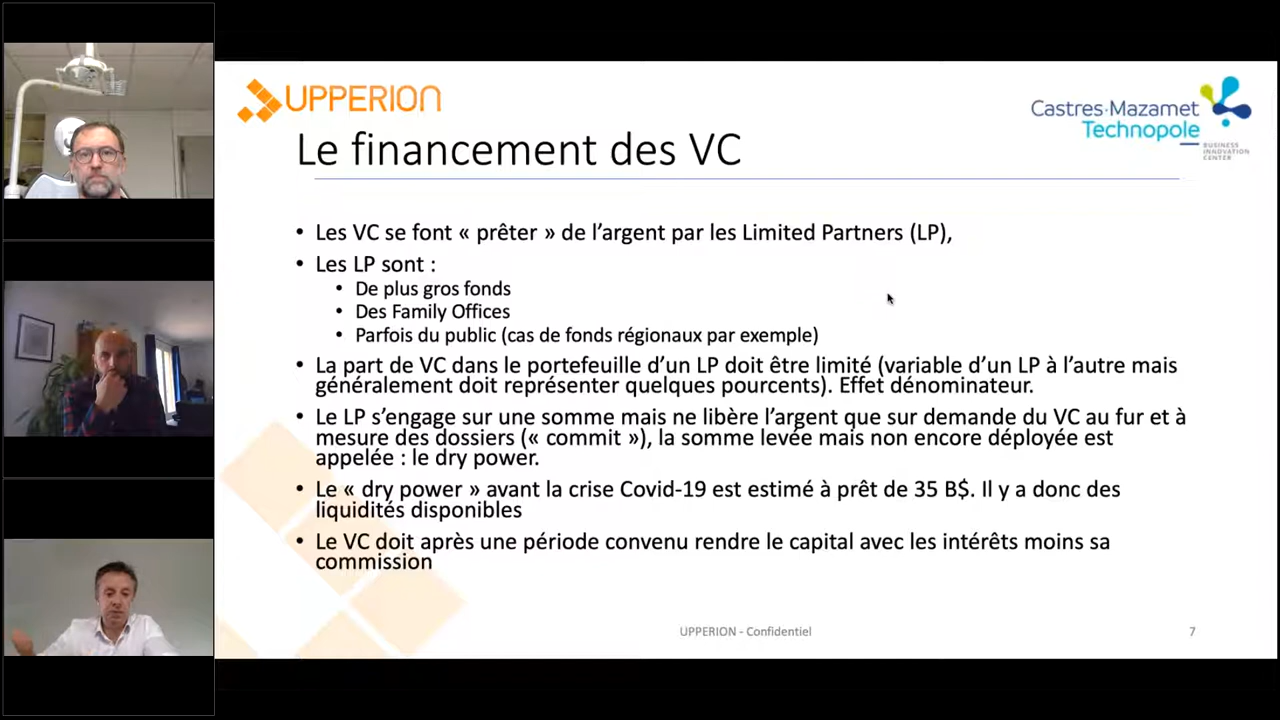 UPPERION
Castres·Mazamet
Technopole
BUSINESS
INNOVATION
CENTER
Le financement des VC
• Les VC se font « prêter » de l’argent par les Limited Partners (LP),
• Les LP sont :
• De plus gros fonds
• Des Family Offices
• Parfois du public (cas de fonds régionaux par exemple)
• La part de VC dans le portefeuille d’un LP doit être limité (variable d’un LP à l’autre mais
généralement doit représenter quelques pourcents). Effet dénominateur.
• Le LP s’engage sur une somme mais ne libère l’argent que sur demande du VC au fur et à
mesure des dossiers (« commit »), la somme levée mais non encore déployée est
appelée : le dry power.
• Le « dry power » avant la crise Covid-19 est estimé à prêt de 35 B$. Il y a donc des
liquidités disponibles
• Le VC doit après une période convenu rendre le capital avec les intérêts moins sa
commission
UPPERION - Confidentiel
7